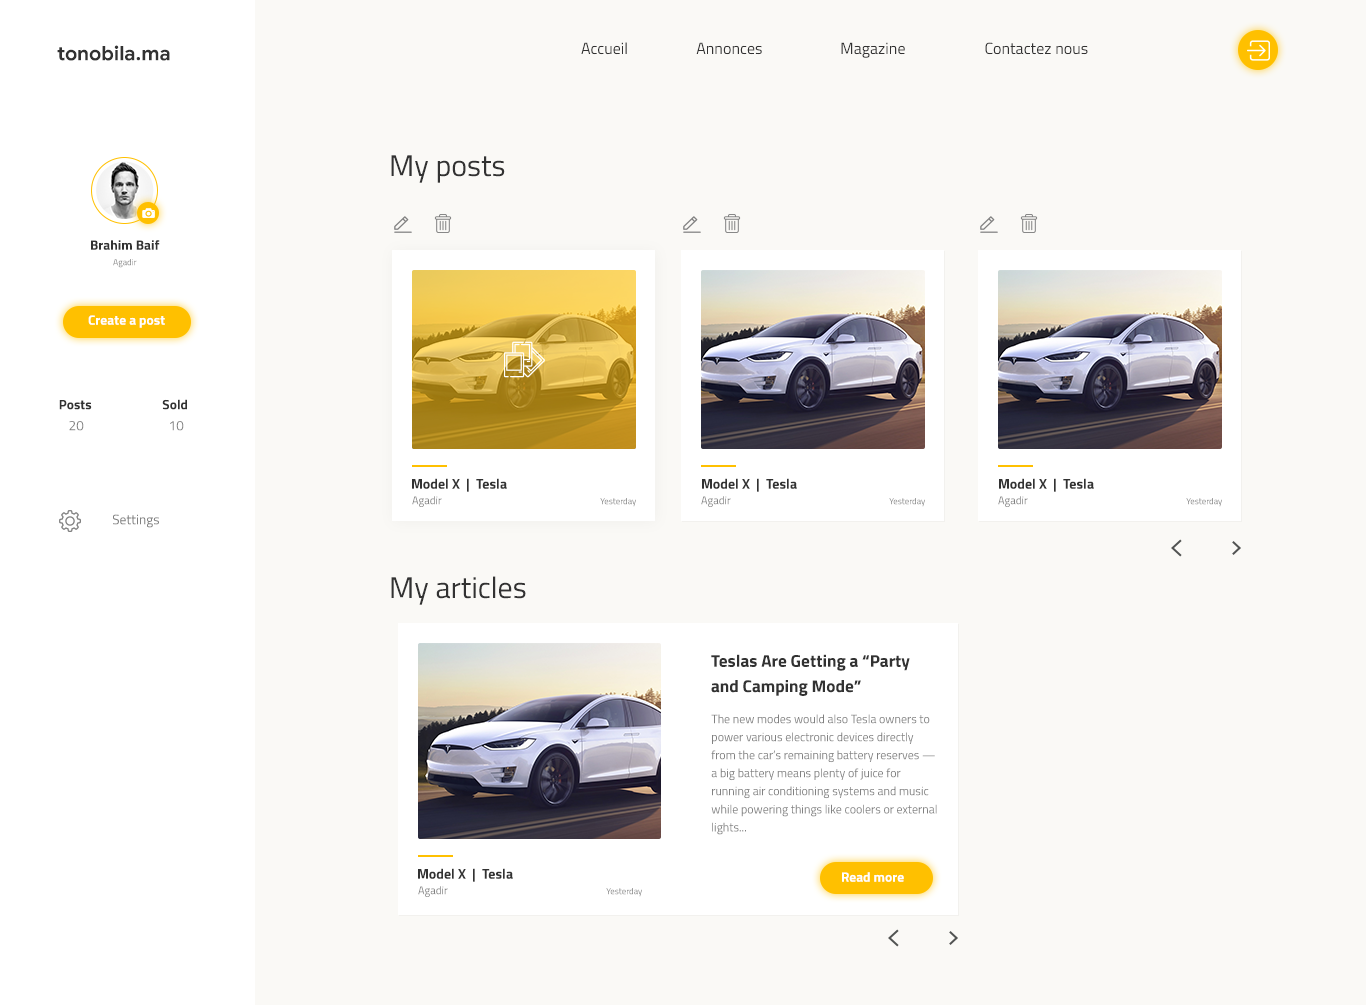 tonobila.ma
Accueil
Annonces
Magazine
Contactez nous
Brahim Baif
Agadir
Create a post
Posts
Sold
20
10
Settings
My posts
Model X | Tesla
Agadir
Yesterday
Model X | Tesla
Agadir
Yesterday
Model X | Tesla
Agadir
Yesterday
My articles
Model X | Tesla
Agadir
Yesterday
Teslas Are Getting a “Party
and Camping Mode”
The new modes would also Tesla owners to
power various electronic devices directly
from the car’s remaining battery reserves —
a big battery means plenty of juice for
running air conditioning systems and music
while powering things like coolers or external
lights...
Read more